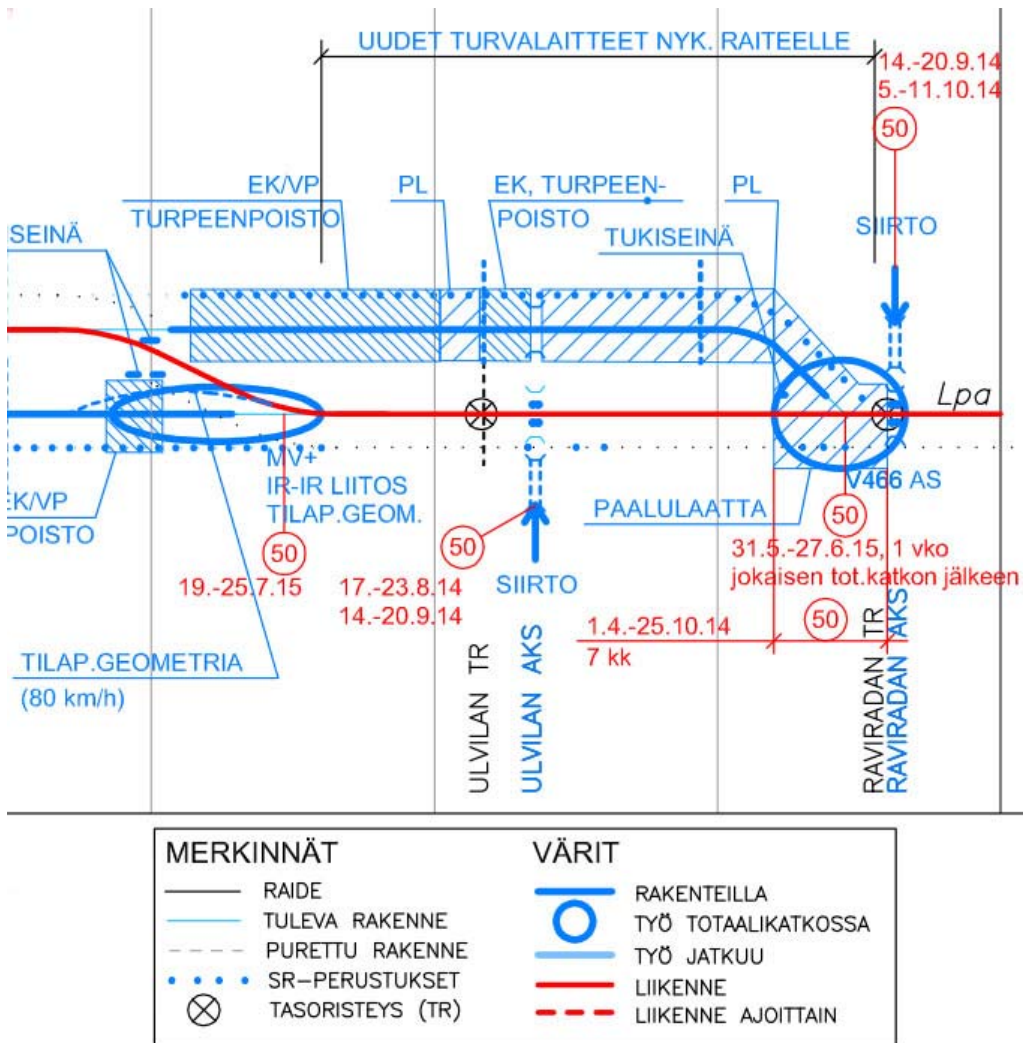 UUDET TURVALAITTEET NYK. RAITEELLE
14.-20.9.14
5.-11.10.14
50
EK/VP
TURPEENPOISTO
PL
EK, TURPEEN-
POISTO
PL
TUKISEINÄ
SIIRTO
SEINÄ
Lpa
MV+
IR-IR LIITOS
TILAP.GEOM.
EK/VP
POISTO
50
19.-25.7.15
50
17.-23.8.14
14.-20.9.14
SIIRTO
PAALULAATTA
V466 AS
50
31.5.-27.6.15, 1 vko
jokaisen tot.katkon jälkeen
50
1.4.-25.10.14
7 kk
TILAP.GEOMETRIA
(80 km/h)
ULVILAN TR
ULVILAN AKS
RAVIRADAN TR
RAVIRADAN AKS
MERKINNÄT
RAIDE
TULEVA RAKENNE
PURETTU RAKENNE
SR-PERUSTUKSET
TASORISTEYS (TR)
VÄRIT
RAKENTEILLA
TYÖ TOTAALIKATKOSSA
TYÖ JATKUU
LIIKENNE
LIIKENNE AJOITTAIN